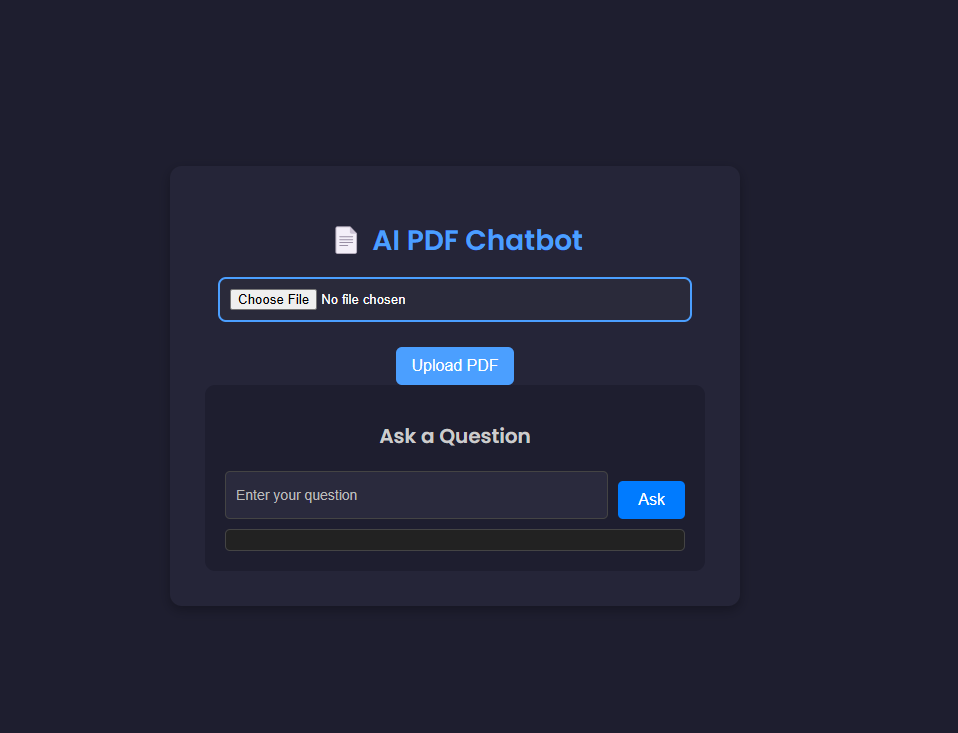 AI PDF Chatbot
Choose File No file chosen
Upload PDF
Ask a Question
Enter your question
Ask